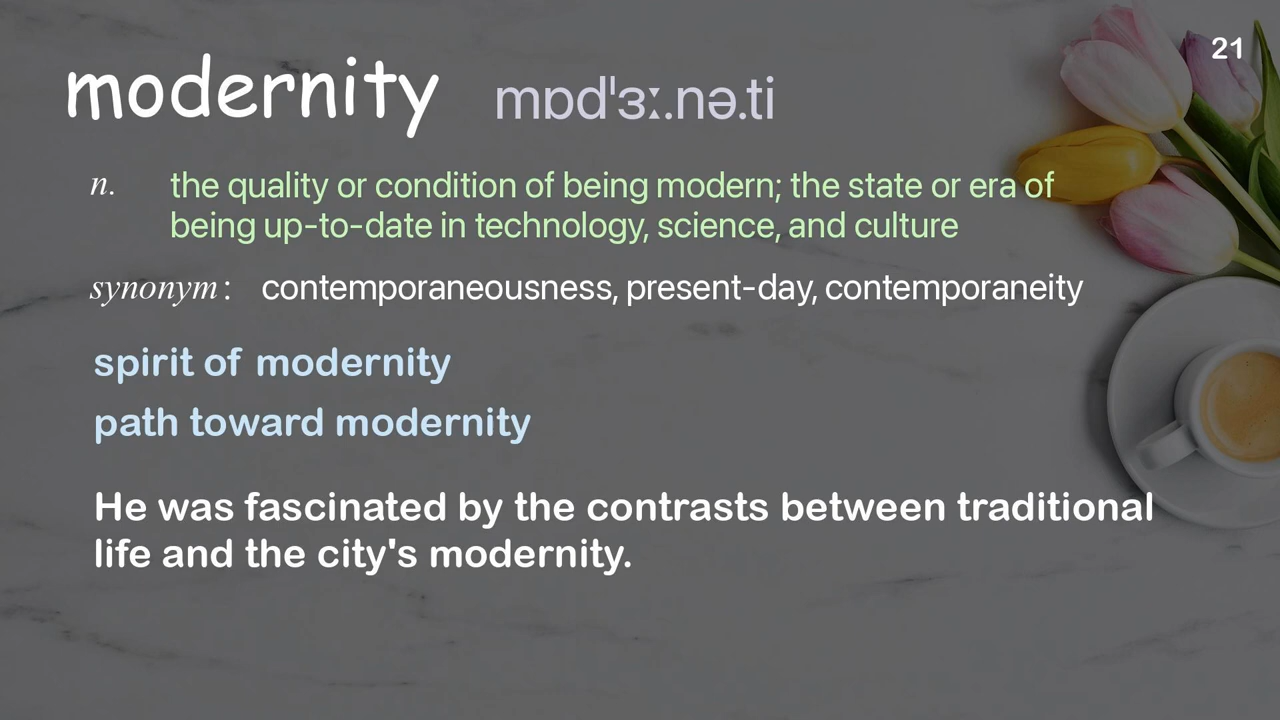 21
modernity mɒdˈɜː.nə.ti
n. the quality or condition of being modern; the state or era of
being up-to-date in technology, science, and culture
synonym: contemporaneousness, present-day, contemporaneity
spirit of modernity
path toward modernity
He was fascinated by the contrasts between traditional
life and the city's modernity.